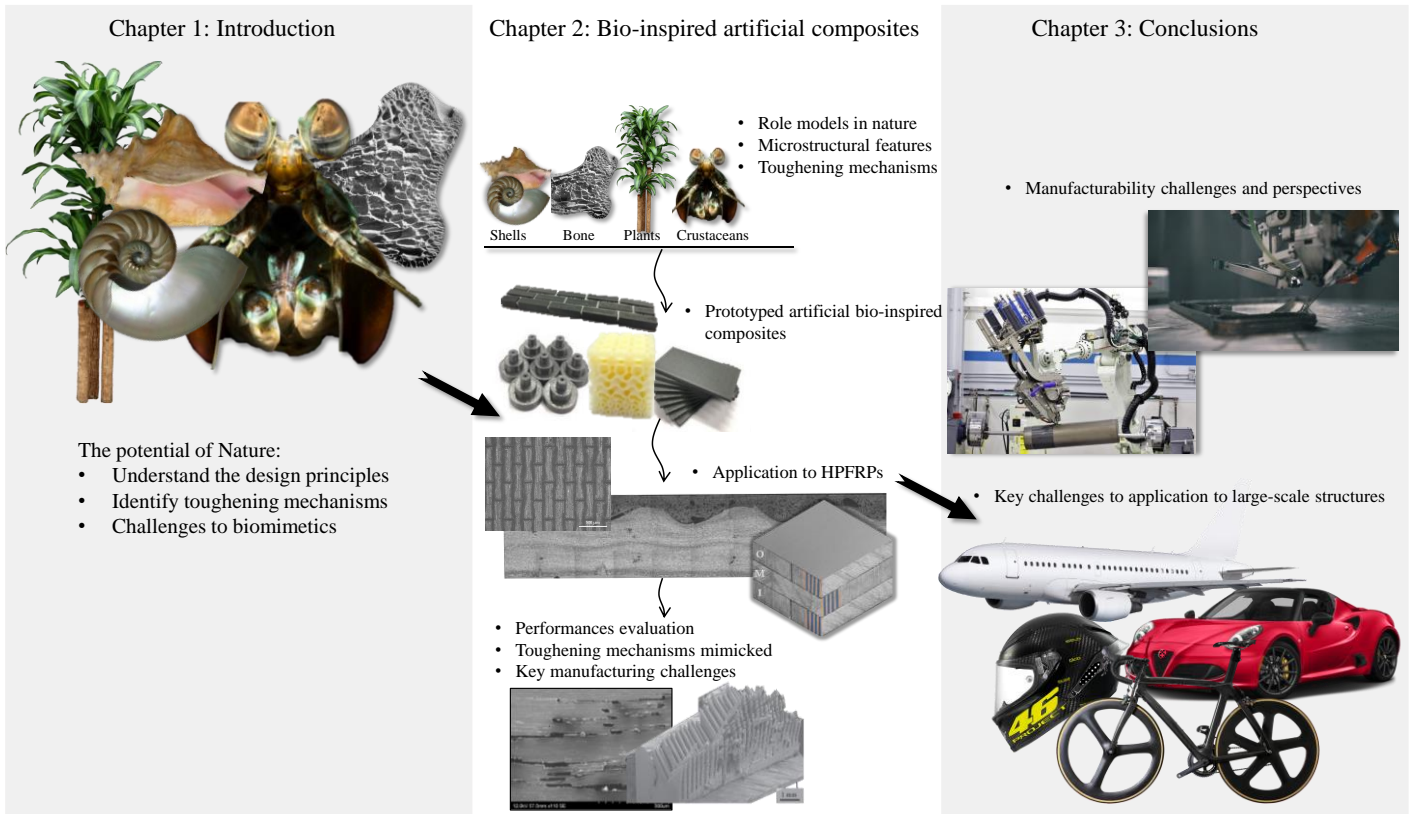 Chapter 1: Introduction
The potential of Nature:
• Understand the design principles
• Identify toughening mechanisms
• Challenges to biomimetics
Chapter 2: Bio-inspired artificial composites
• Role models in nature
• Microstructural features
• Toughening mechanisms
Shells Bone Plants Crustaceans
• Prototyped artificial bio-inspired
composites
• Application to HPFRPs
O
M
I
• Performances evaluation
• Toughening mechanisms mimicked
• Key manufacturing challenges
1 mm
Chapter 3: Conclusions
• Manufacturability challenges and perspectives
• Key challenges to application to large-scale structures
46
PROJECT